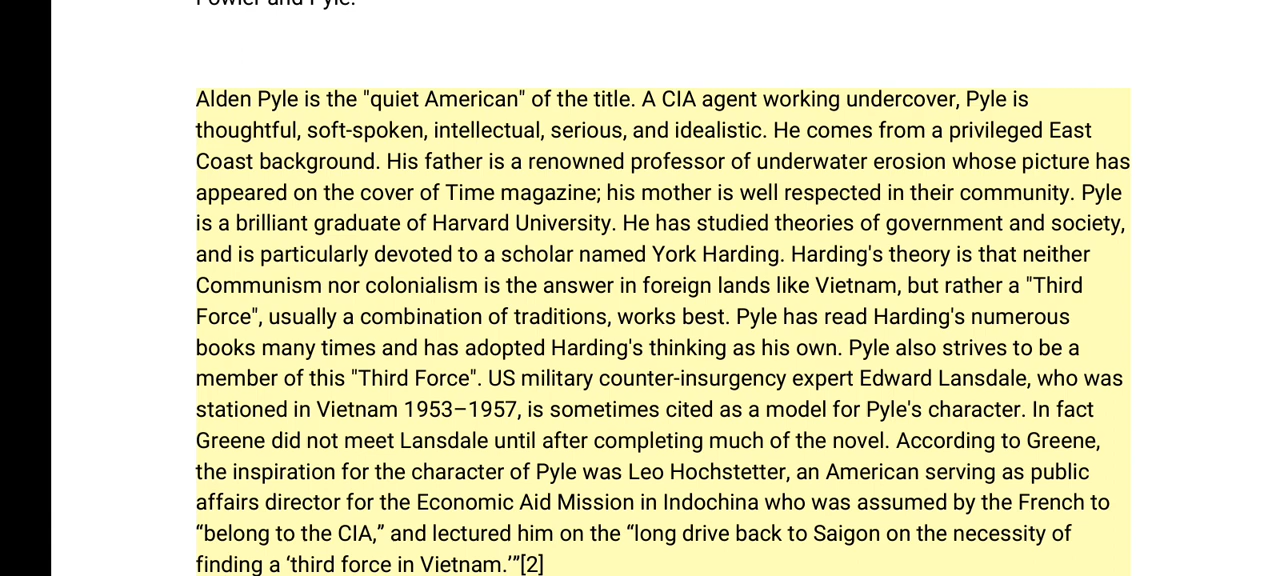 Fowler and Pyle.
Alden Pyle is the "quiet American" of the title. A CIA agent working undercover, Pyle is
thoughtful, soft-spoken, intellectual, serious, and idealistic. He comes from a privileged East
Coast background. His father is a renowned professor of underwater erosion whose picture has
appeared on the cover of Time magazine; his mother is well respected in their community. Pyle
is a brilliant graduate of Harvard University. He has studied theories of government and society,
and is particularly devoted to a scholar named York Harding. Harding's theory is that neither
Communism nor colonialism is the answer in foreign lands like Vietnam, but rather a "Third
Force", usually a combination of traditions, works best. Pyle has read Harding's numerous
books many times and has adopted Harding's thinking as his own. Pyle also strives to be a
member of this "Third Force". US military counter-insurgency expert Edward Lansdale, who was
stationed in Vietnam 1953–1957, is sometimes cited as a model for Pyle's character. In fact
Greene did not meet Lansdale until after completing much of the novel. According to Greene,
the inspiration for the character of Pyle was Leo Hochstetter, an American serving as public
affairs director for the Economic Aid Mission in Indochina who was assumed by the French to
“belong to the CIA,” and lectured him on the “long drive back to Saigon on the necessity of
finding a ‘third force in Vietnam.’”[2]